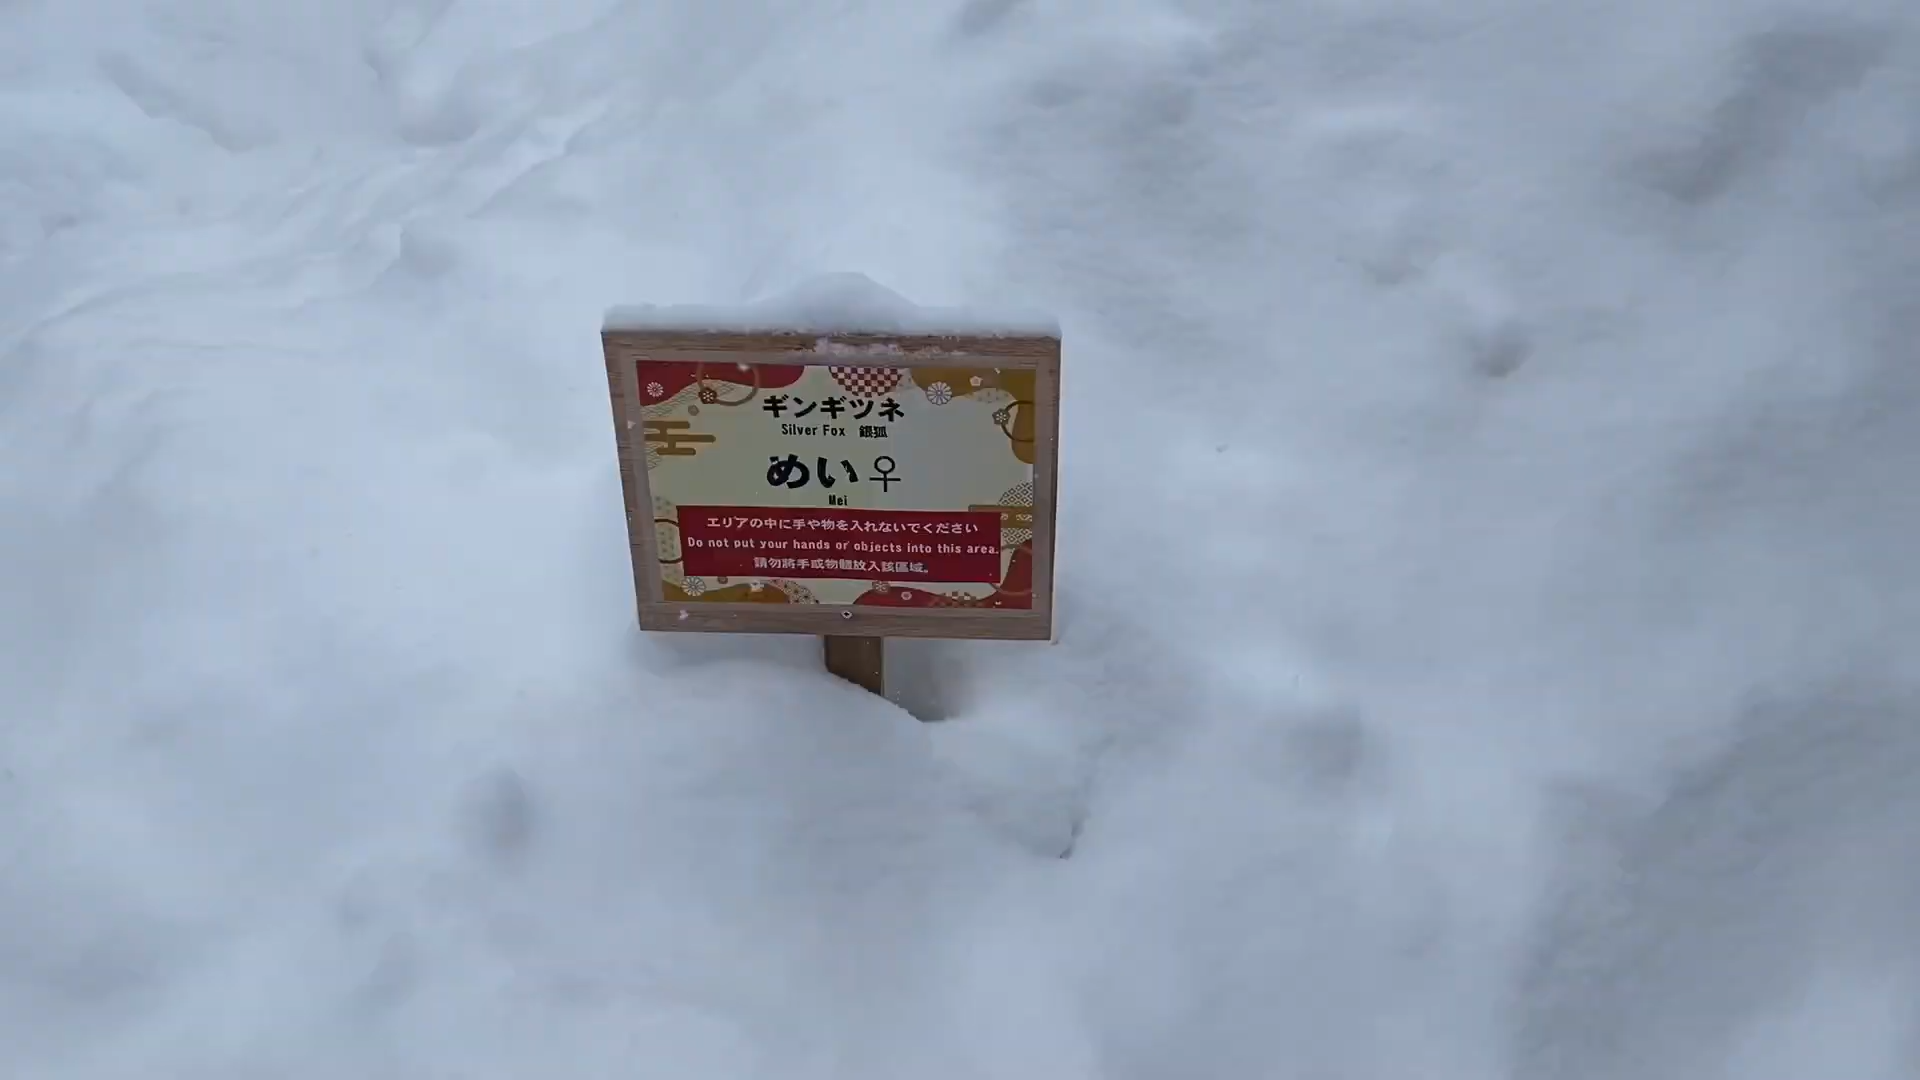 ギンギツネ
Silver Fox 銀狐
めい♀
Mei
エリアの中に手や物を入れないでください
Do not put your hands or objects into this area.
請勿將手或物體放入該區域。